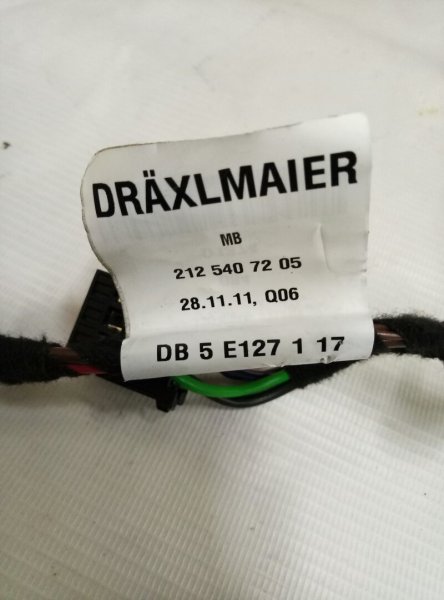 DRÄXLMAIER
MB
212 540 72 05
28.11.11, Q06
DB 5 E127 1 17